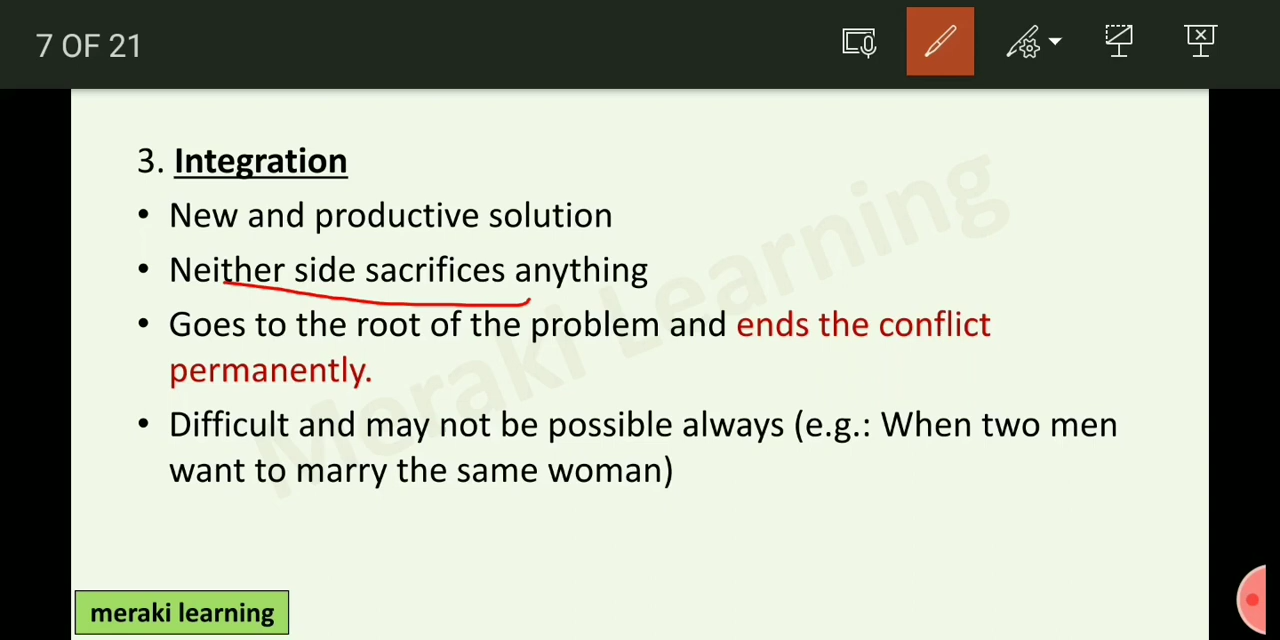 7 OF 21
3. Integration
• New and productive solution
• Neither side sacrifices anything
• Goes to the root of the problem and ends the conflict
permanently.
• Difficult and may not be possible always (e.g.: When two men
want to marry the same woman)
Meraki Learning
meraki learning